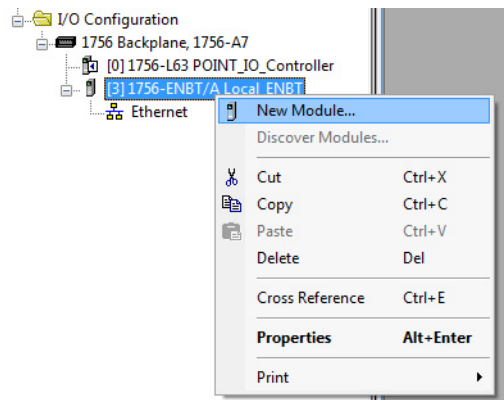 I/O Configuration
1756 Backplane, 1756-A7
[0] 1756-L63 POINT_IO_Controller
[3] 1756-ENBT/A Local_ENBT
Ethernet
New Module...
Discover Modules...
Cut Ctrl+X
Copy Ctrl+C
Paste Ctrl+V
Delete Del
Cross Reference Ctrl+E
Properties Alt+Enter
Print